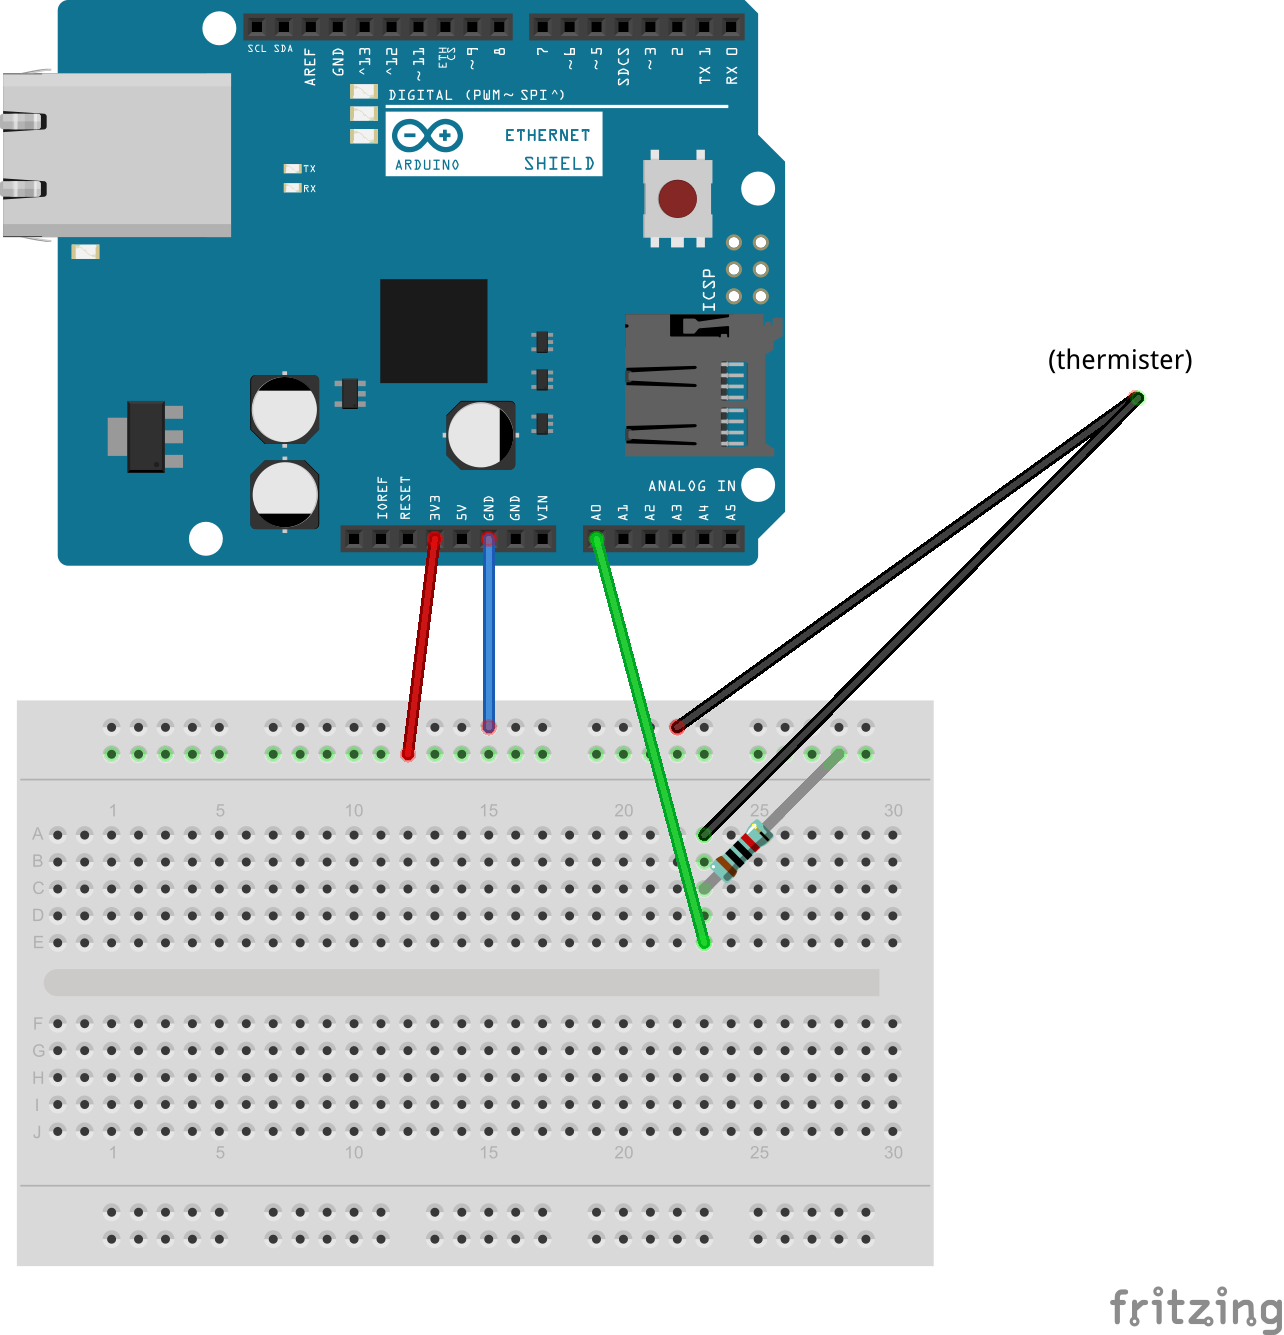 SCL SDA AREF GND ^13 ^12 ~11 ETH CS ~9 8 7 ~6 ~5 SDCS ~3 2 TX 1 RX 0
DIGITAL (PWM~ SPI^)
ARDUINO
ETHERNET
SHIELD
TX
RX
ICSP
(thermister)
ANALOG IN
IOREF RESET 3V3 5V GND GND VIN A0 A1 A2 A3 A4 A5
1 5 10 15 20 25 30
A
B
C
D
E
F
G
H
I
J
1 5 10 15 20 25 30
fritzing